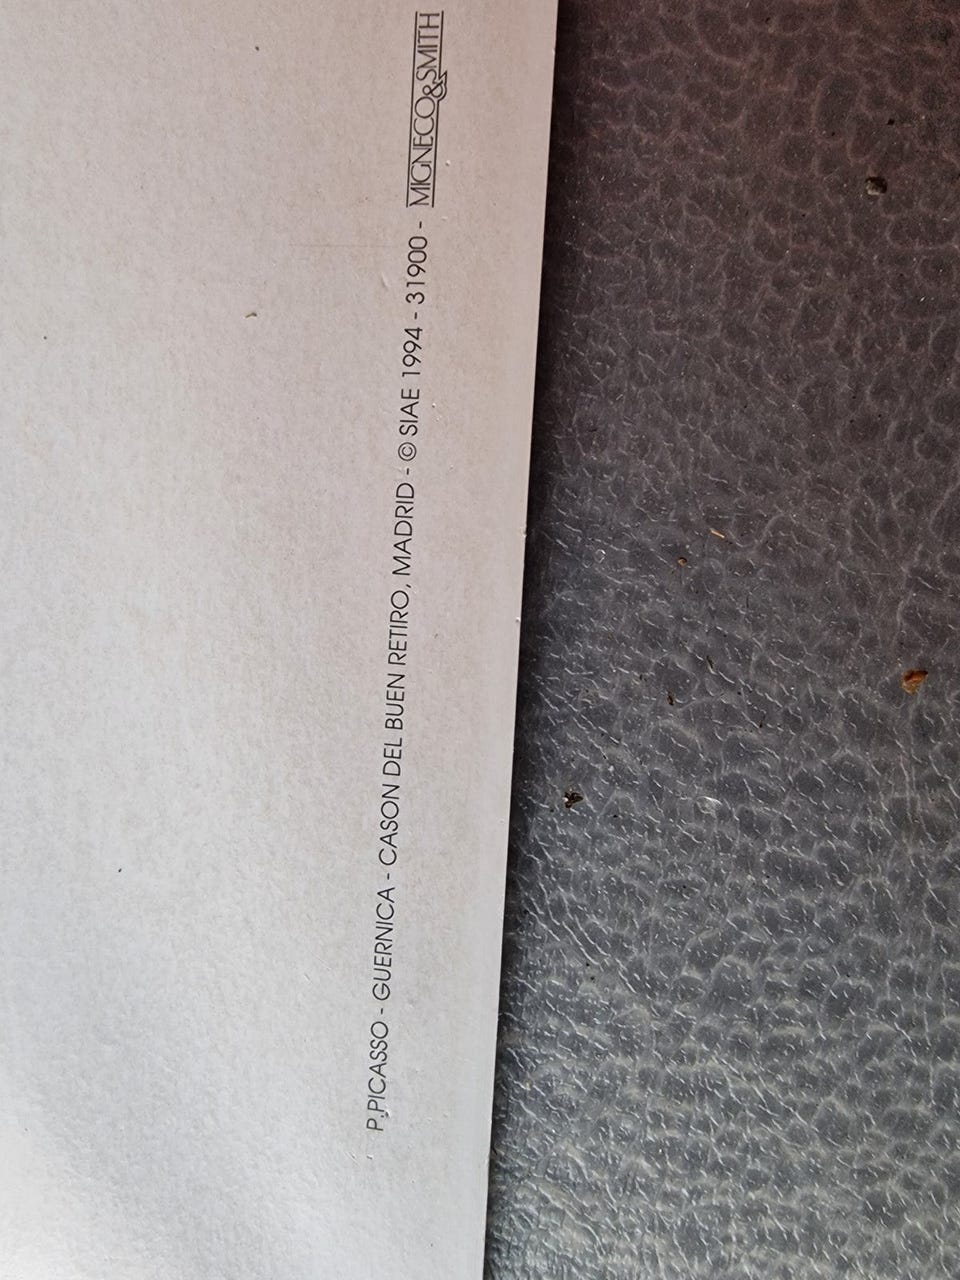 P.PICASSO - GUERNICA - CASON DEL BUEN RETIRO, MADRID - © SIAE 1994 - 31900 - MIGNECO&SMITH